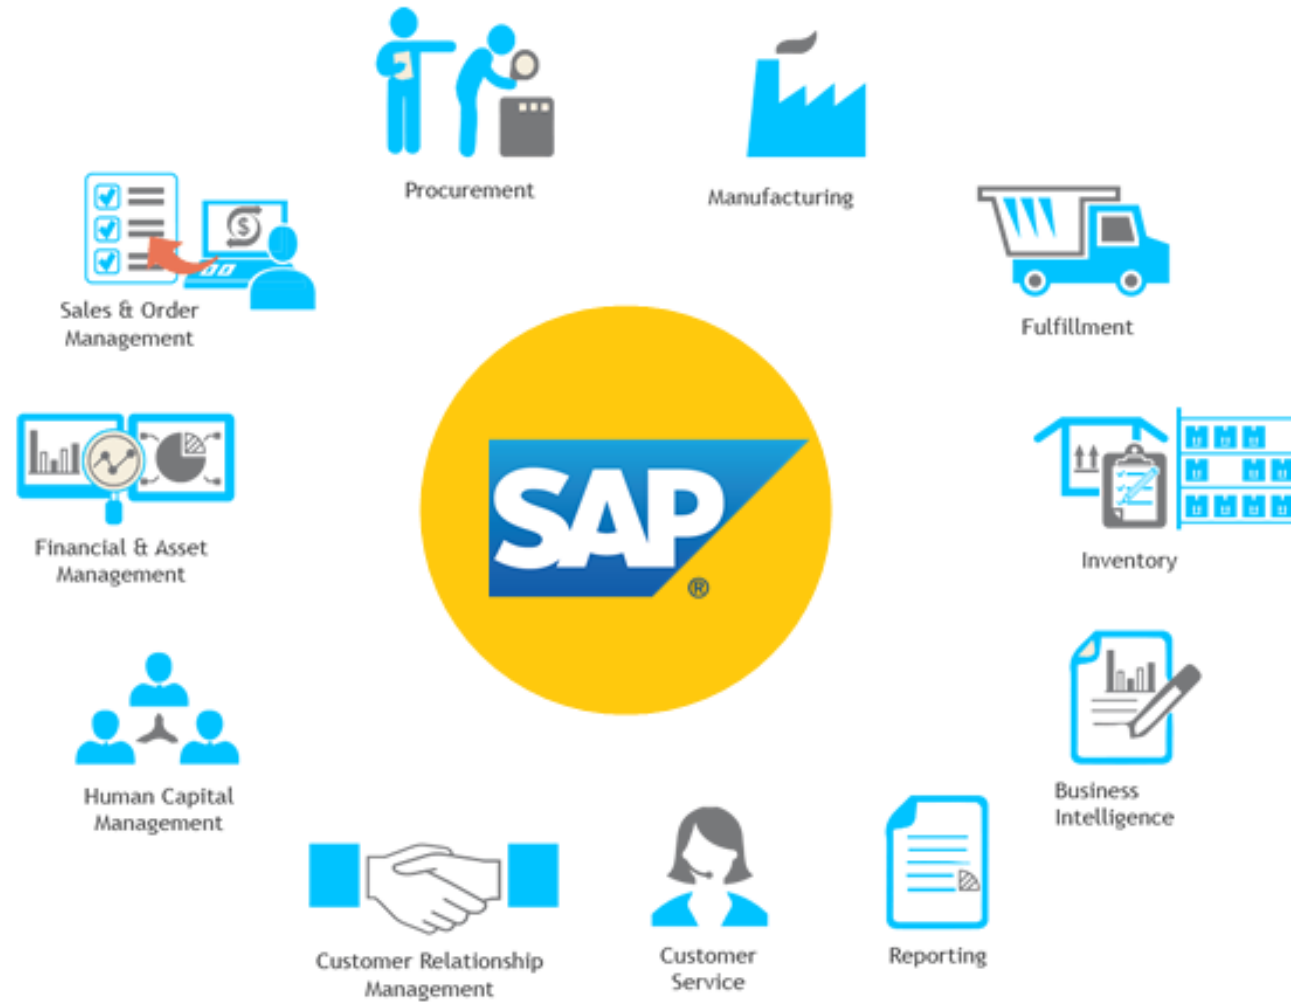 Procurement
Manufacturing
$
Sales & Order
Management
Fulfillment
SAP
®
Financial & Asset
Management
Inventory
Human Capital
Management
Business
Intelligence
Customer Relationship
Management
Customer
Service
Reporting